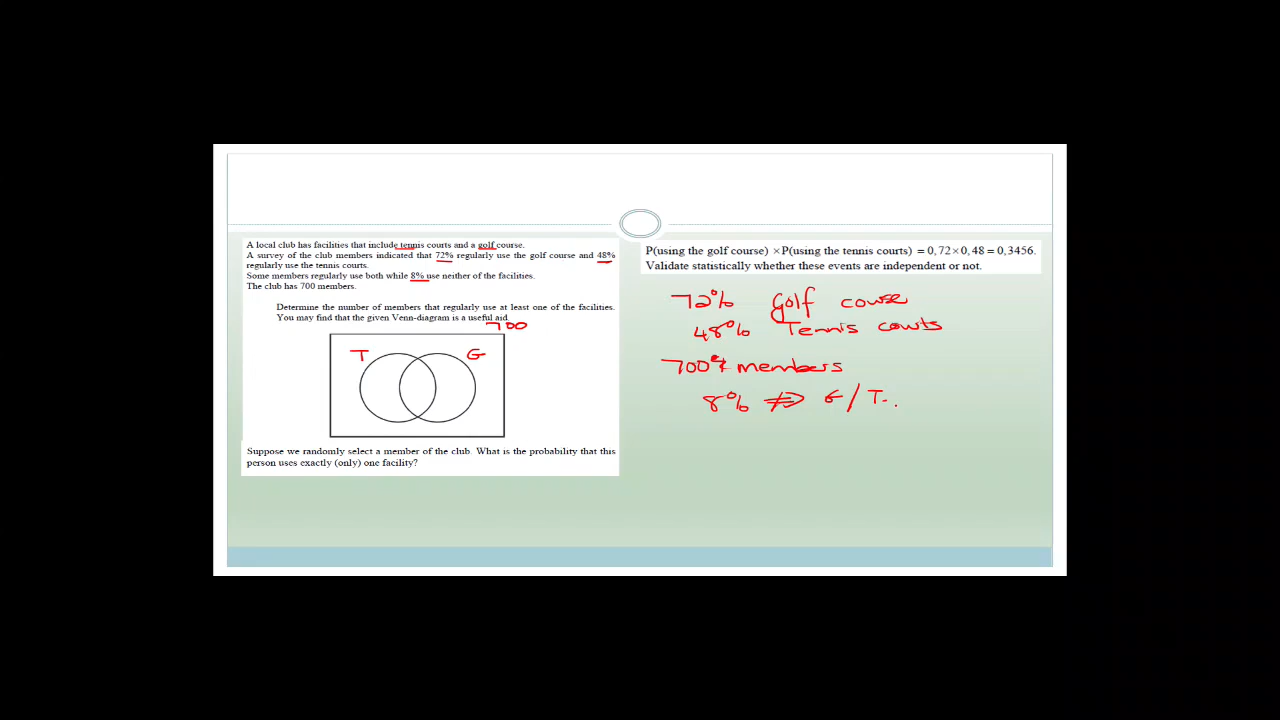 A local club has facilities that include tennis courts and a golf course.
A survey of the club members indicated that 72% regularly use the golf course and 48%
regularly use the tennis courts.
Some members regularly use both while 8% use neither of the facilities.
The club has 700 members.
Determine the number of members that regularly use at least one of the facilities.
You may find that the given Venn-diagram is a useful aid.
700
T G
Suppose we randomly select a member of the club. What is the probability that this
person uses exactly (only) one facility?
P(using the golf course) ×P(using the tennis courts) = 0,72×0,48 = 0,3456.
Validate statistically whether these events are independent or not.
72% Golf course
48% Tennis courts
700 members
8% ⇏ G/T.